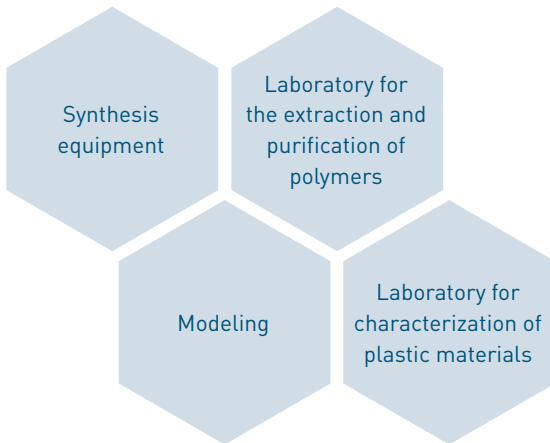 Synthesis
equipment
Laboratory for
the extraction and
purification of
polymers
Modeling
Laboratory for
characterization of
plastic materials